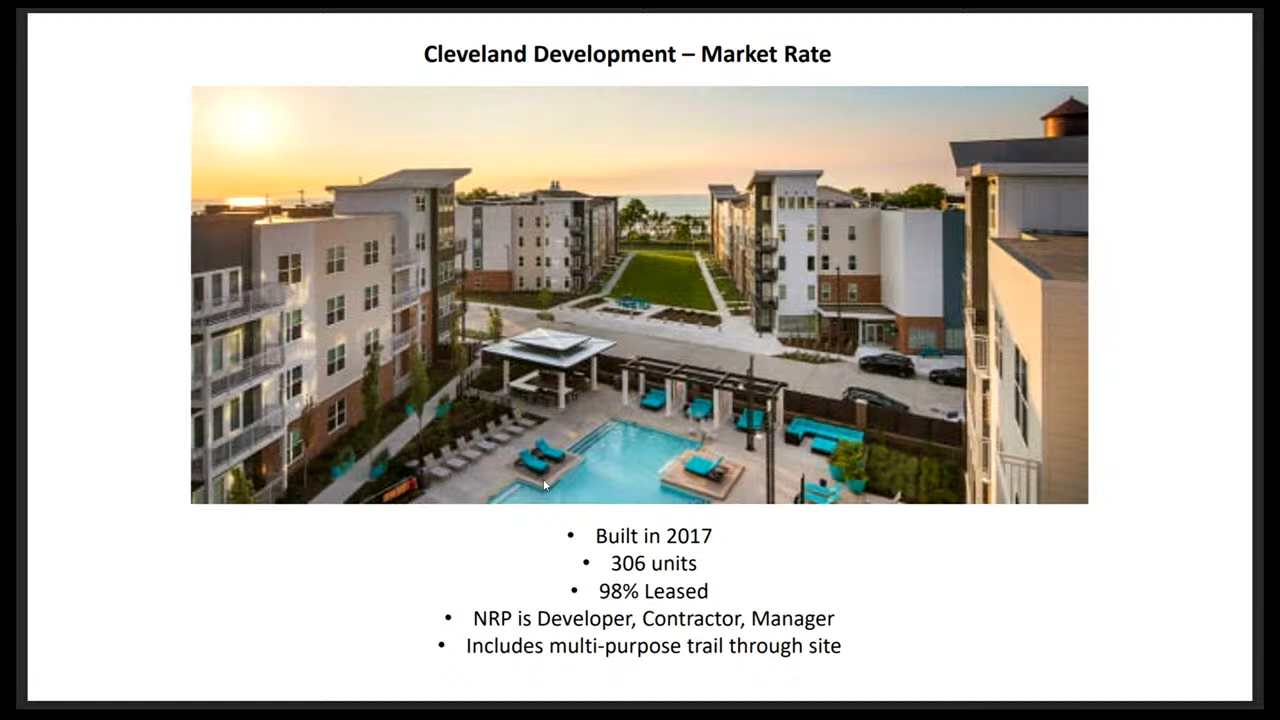 Cleveland Development – Market Rate
• Built in 2017
• 306 units
• 98% Leased
• NRP is Developer, Contractor, Manager
• Includes multi-purpose trail through site